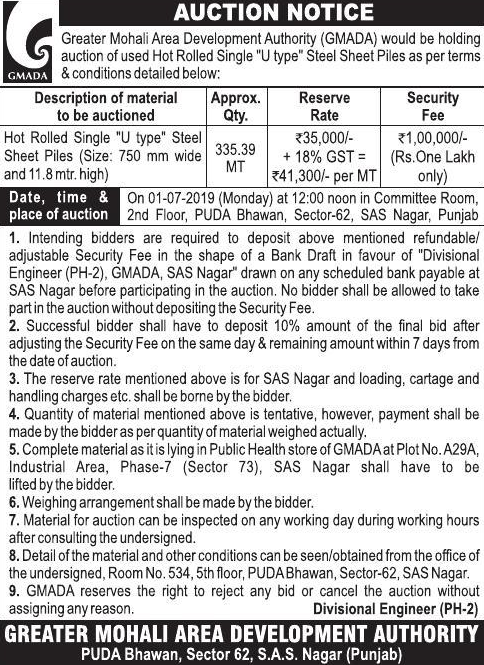 AUCTION NOTICE
GMADA
Greater Mohali Area Development Authority (GMADA) would be holding
auction of used Hot Rolled Single "U type" Steel Sheet Piles as per terms
& conditions detailed below:
Description of material to be auctioned
Approx. Qty.
Reserve Rate
Security Fee
Hot Rolled Single "U type" Steel
Sheet Piles (Size: 750 mm wide
and 11.8 mtr. high)
335.39
MT
₹35,000/-
+ 18% GST =
₹41,300/- per MT
₹1,00,000/-
(Rs.One Lakh
only)
Date, time &
place of auction
On 01-07-2019 (Monday) at 12:00 noon in Committee Room,
2nd Floor, PUDA Bhawan, Sector-62, SAS Nagar, Punjab
1. Intending bidders are required to deposit above mentioned refundable/
adjustable Security Fee in the shape of a Bank Draft in favour of "Divisional
Engineer (PH-2), GMADA, SAS Nagar" drawn on any scheduled bank payable at
SAS Nagar before participating in the auction. No bidder shall be allowed to take
part in the auction without depositing the Security Fee.
2. Successful bidder shall have to deposit 10% amount of the final bid after
adjusting the Security Fee on the same day & remaining amount within 7 days from
the date of auction.
3. The reserve rate mentioned above is for SAS Nagar and loading, cartage and
handling charges etc. shall be borne by the bidder.
4. Quantity of material mentioned above is tentative, however, payment shall be
made by the bidder as per quantity of material weighed actually.
5. Complete material as it is lying in Public Health store of GMADA at Plot No. A29A,
Industrial Area, Phase-7 (Sector 73), SAS Nagar shall have to be
lifted by the bidder.
6. Weighing arrangement shall be made by the bidder.
7. Material for auction can be inspected on any working day during working hours
after consulting the undersigned.
8. Detail of the material and other conditions can be seen/obtained from the office of
the undersigned, Room No. 534, 5th floor, PUDA Bhawan, Sector-62, SAS Nagar.
9. GMADA reserves the right to reject any bid or cancel the auction without
assigning any reason. Divisional Engineer (PH-2)
GREATER MOHALI AREA DEVELOPMENT AUTHORITY
PUDA Bhawan, Sector 62, S.A.S. Nagar (Punjab)